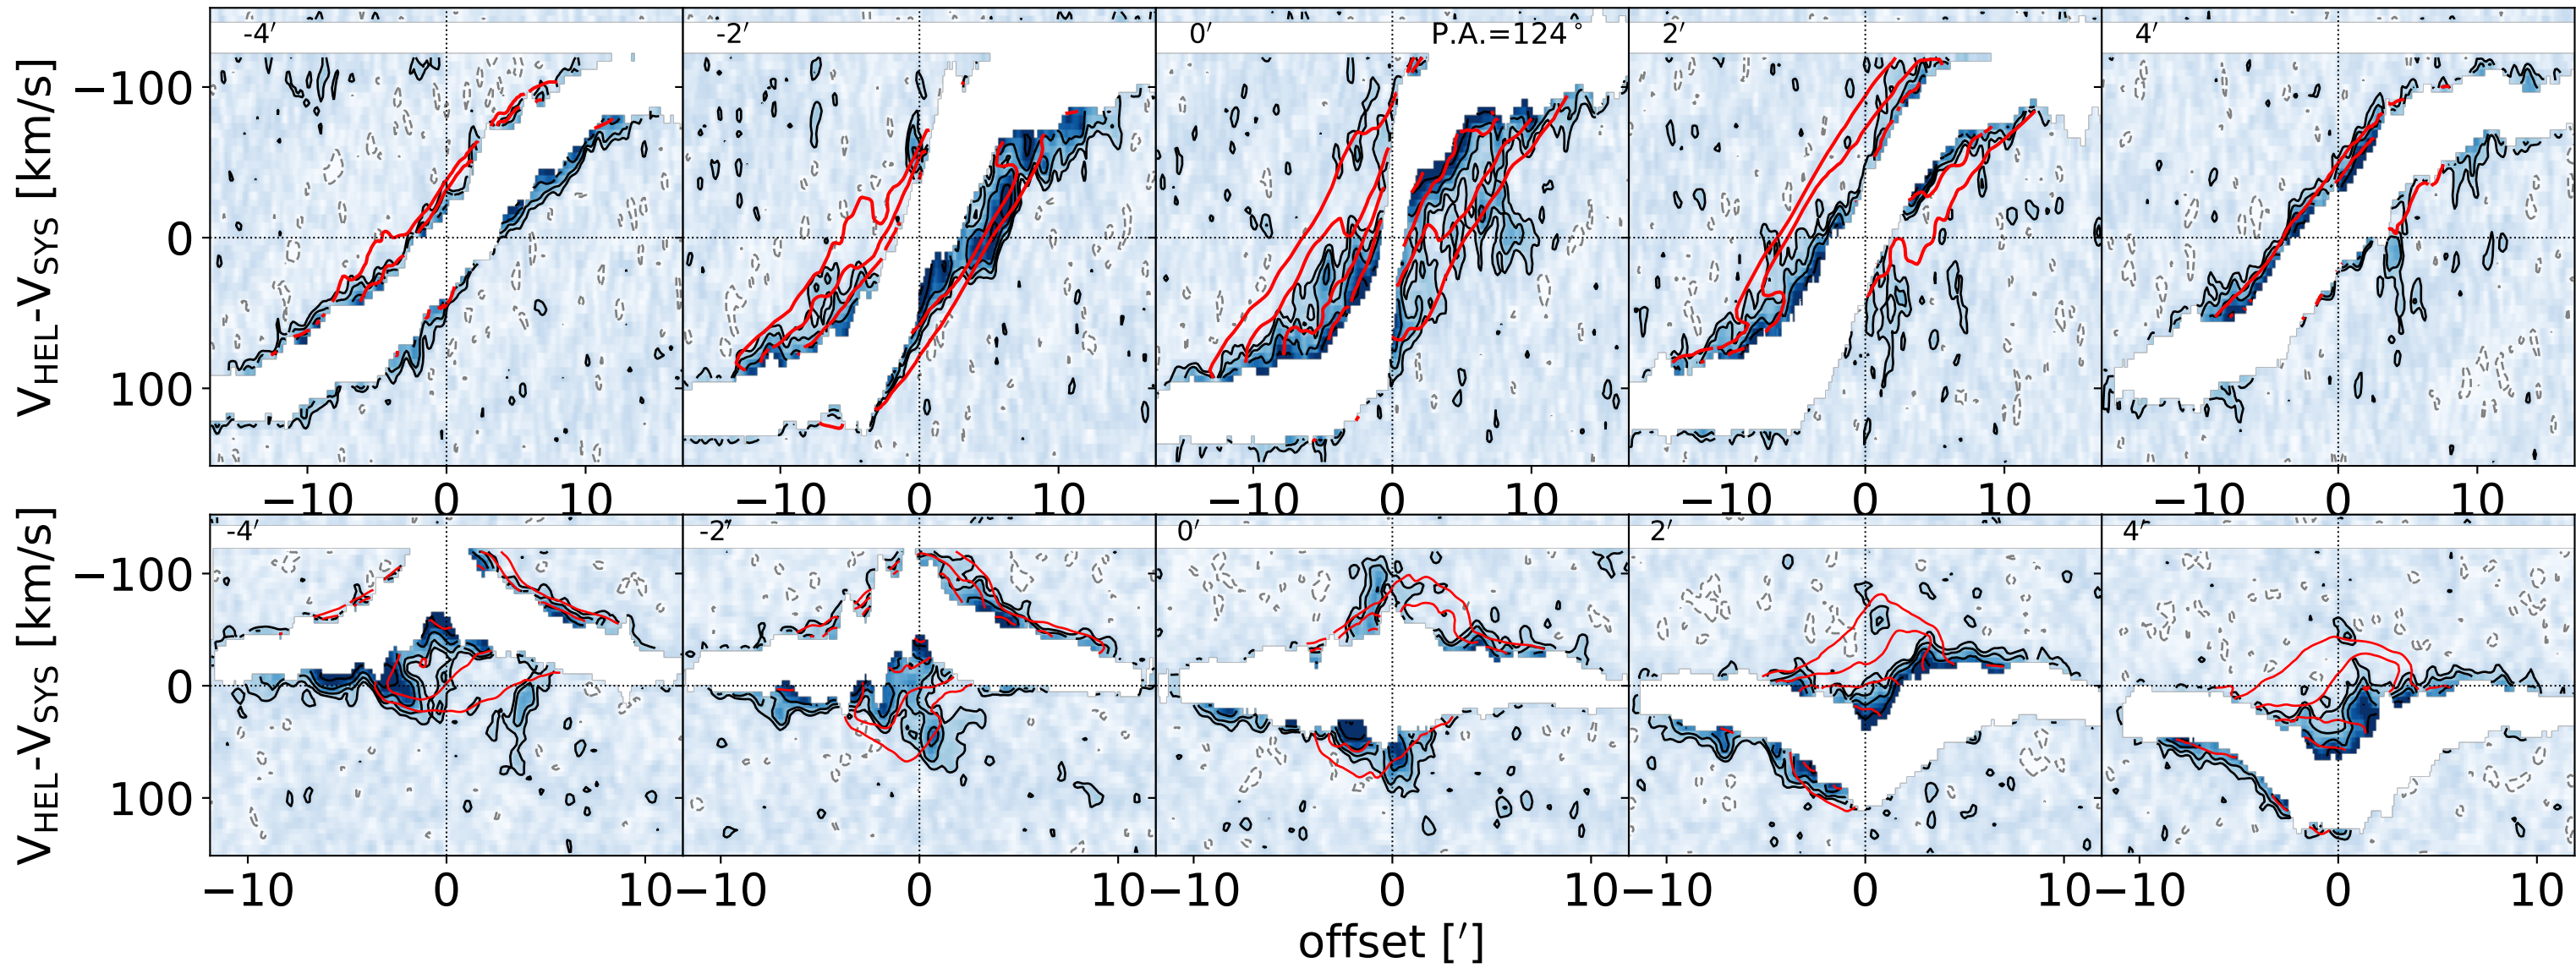 -4′ -2′ 0′ P.A.=124° 2′ 4′
V_HEL-V_SYS [km/s]
−100
0
100
−10 0 10 −10 0 10 −10 0 10 −10 0 10 −10 0 10
-4′ -2′ 0′ 2′ 4′
V_HEL-V_SYS [km/s]
−100
0
100
−10 0 10 −10 0 10 −10 0 10 −10 0 10 −10 0 10
offset [′]